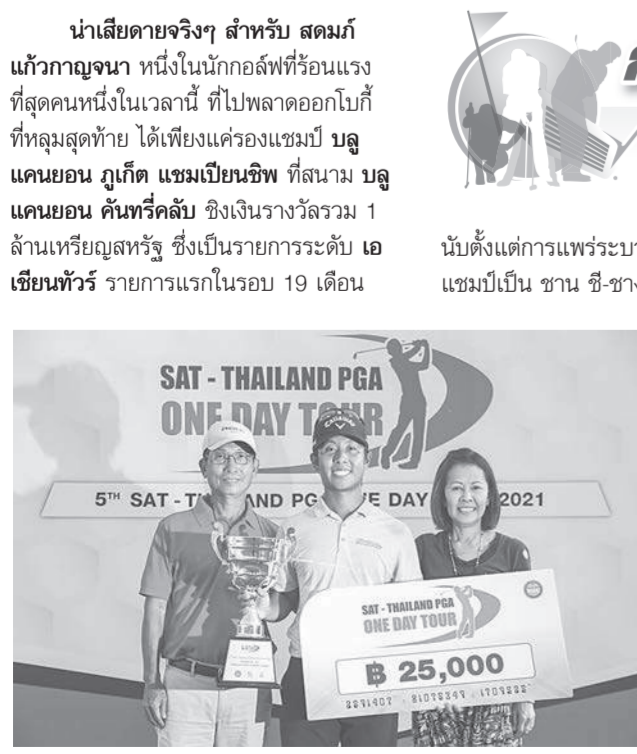 น่าเสียดายจริงๆ สำหรับ สดมภ์
แก้วกาญจนา หนึ่งในนักกอล์ฟที่ร้อนแรง
ที่สุดคนหนึ่งในเวลานี้ ที่ไปพลาดออกโบกี้
ที่หลุมสุดท้าย ได้เพียงแค่รองแชมป์ บลู
แคนยอน ภูเก็ต แชมเปียนชิพ ที่สนาม บลู
แคนยอน คันทรี่คลับ ชิงเงินรางวัลรวม 1
ล้านเหรียญสหรัฐ ซึ่งเป็นรายการระดับ เอ
เชียนทัวร์ รายการแรกในรอบ 19 เดือน
นับตั้งแต่การแพร่ระบา
แชมป์เป็น ชาน ชี-ชาง
SAT - THAILAND PGA
ONE DAY TOUR
5TH SAT - THAILAND PGA ONE DAY 2021
SAT - THAILAND PGA
ONE DAY TOUR
฿ 25,000